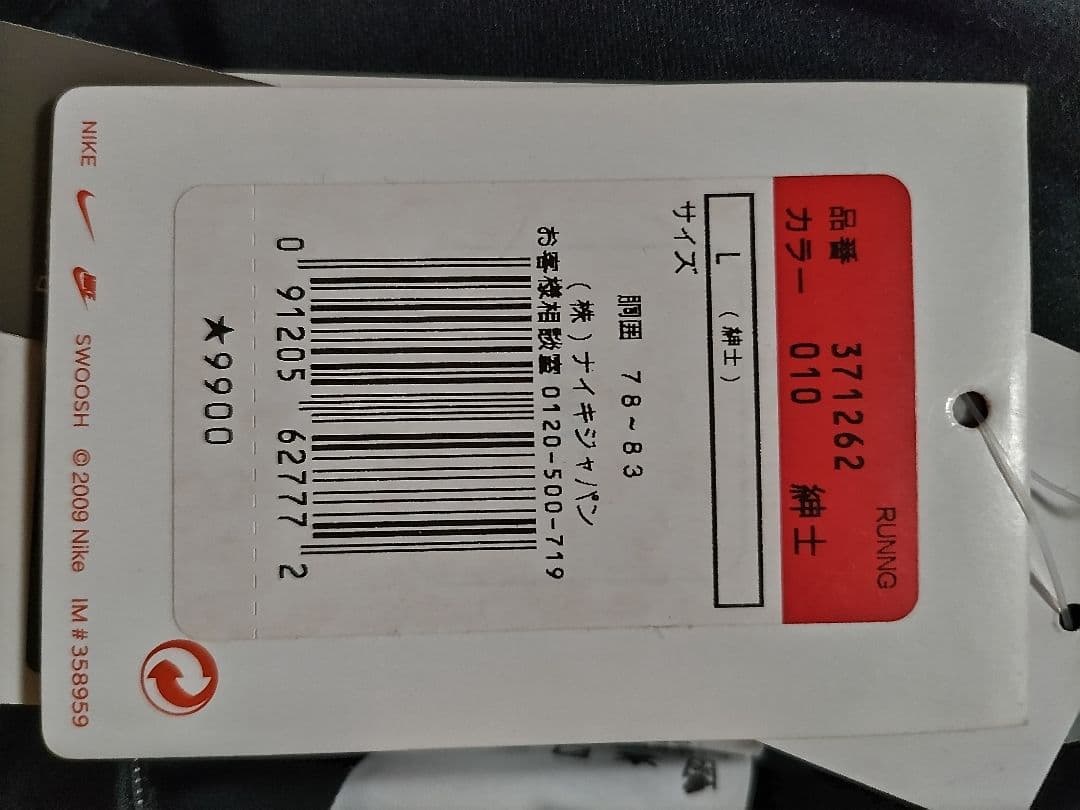 RUNNG
品番 371262
カラー 010 紳士
L (紳士)
サイズ
胴囲 78~83
(株)ナイキジャパン
お客様相談室 0120-500-719
0 91205 62777 2
★9900
NIKE SWOOSH © 2009 Nike IM # 358959